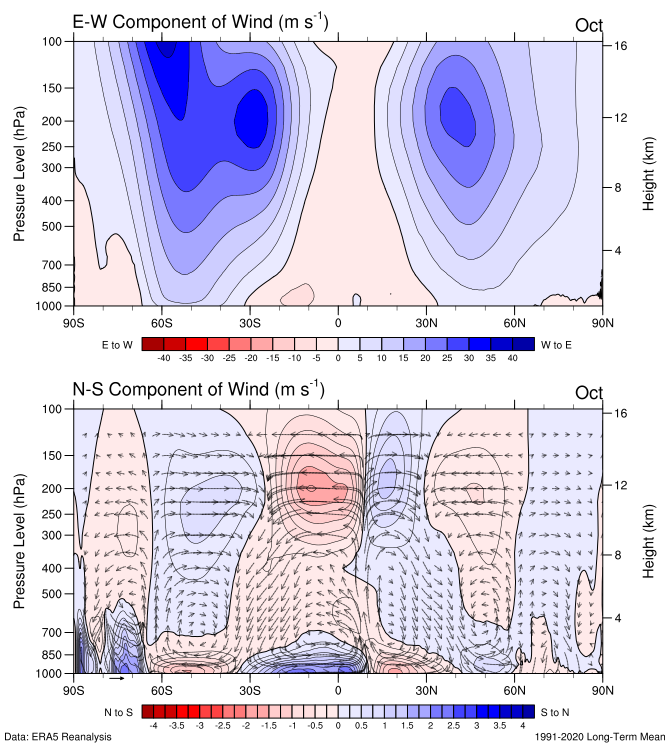 E-W Component of Wind (m s-1)
Oct
100
150
200
250
300
400
500
700
850
1000
Pressure Level (hPa)
16
12
8
4
Height (km)
90S 60S 30S 0 30N 60N 90N
E to W
W to E
-40 -35 -30 -25 -20 -15 -10 -5 0 5 10 15 20 25 30 35 40
N-S Component of Wind (m s-1)
Oct
100
150
200
250
300
400
500
700
850
1000
Pressure Level (hPa)
16
12
8
4
Height (km)
90S 60S 30S 0 30N 60N 90N
N to S
S to N
-4 -3.5 -3 -2.5 -2 -1.5 -1 -0.5 0 0.5 1 1.5 2 2.5 3 3.5 4
Data: ERA5 Reanalysis
1991-2020 Long-Term Mean